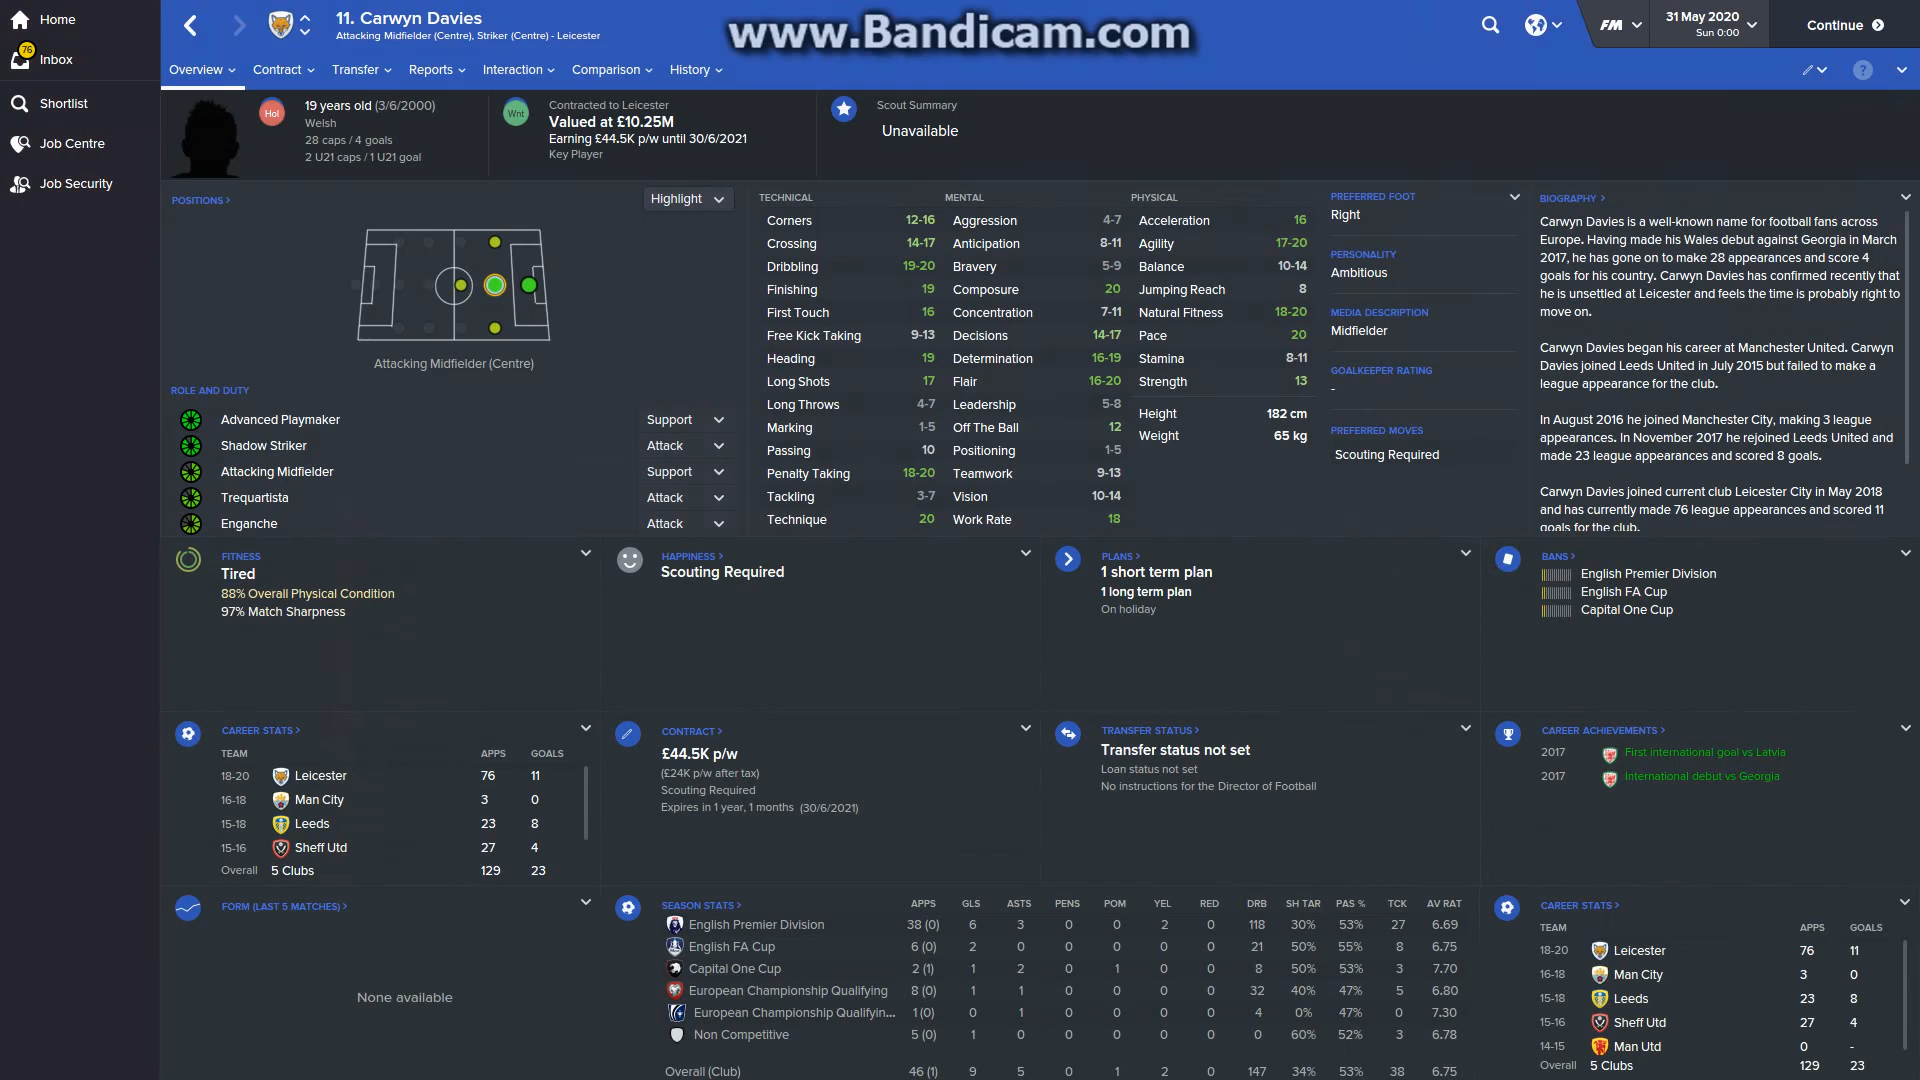 Home
76
Inbox
Shortlist
Job Centre
Job Security
11. Carwyn Davies
Attacking Midfielder (Centre), Striker (Centre) - Leicester
www.Bandicam.com
FM
31 May 2020
Sun 0:00
Continue
Overview
Contract
Transfer
Reports
Interaction
Comparison
History
?
Hol
19 years old (3/6/2000)
Welsh
28 caps / 4 goals
2 U21 caps / 1 U21 goal
Wnt
Contracted to Leicester
Valued at £10.25M
Earning £44.5K p/w until 30/6/2021
Key Player
Scout Summary
Unavailable
POSITIONS >
Highlight
Attacking Midfielder (Centre)
ROLE AND DUTY
Advanced Playmaker Support
Shadow Striker Attack
Attacking Midfielder Support
Trequartista Attack
Enganche Attack
TECHNICAL MENTAL PHYSICAL
Corners 12-16 Aggression 4-7 Acceleration 16
Crossing 14-17 Anticipation 8-11 Agility 17-20
Dribbling 19-20 Bravery 5-9 Balance 10-14
Finishing 19 Composure 20 Jumping Reach 8
First Touch 16 Concentration 7-11 Natural Fitness 18-20
Free Kick Taking 9-13 Decisions 14-17 Pace 20
Heading 19 Determination 16-19 Stamina 8-11
Long Shots 17 Flair 16-20 Strength 13
Long Throws 4-7 Leadership 5-8
Marking 1-5 Off The Ball 12 Height 182 cm
Passing 10 Positioning 1-5 Weight 65 kg
Penalty Taking 18-20 Teamwork 9-13
Tackling 3-7 Vision 10-14
Technique 20 Work Rate 18
PREFERRED FOOT
Right
PERSONALITY
Ambitious
MEDIA DESCRIPTION
Midfielder
GOALKEEPER RATING
-
PREFERRED MOVES
Scouting Required
BIOGRAPHY >
Carwyn Davies is a well-known name for football fans across
Europe. Having made his Wales debut against Georgia in March
2017, he has gone on to make 28 appearances and score 4
goals for his country. Carwyn Davies has confirmed recently that
he is unsettled at Leicester and feels the time is probably right to
move on.
Carwyn Davies began his career at Manchester United. Carwyn
Davies joined Leeds United in July 2015 but failed to make a
league appearance for the club.
In August 2016 he joined Manchester City, making 3 league
appearances. In November 2017 he rejoined Leeds United and
made 23 league appearances and scored 8 goals.
Carwyn Davies joined current club Leicester City in May 2018
and has currently made 76 league appearances and scored 11
goals for the club.
FITNESS
Tired
88% Overall Physical Condition
97% Match Sharpness
HAPPINESS >
Scouting Required
PLANS >
1 short term plan
1 long term plan
On holiday
BANS >
English Premier Division
English FA Cup
Capital One Cup
CAREER STATS >
TEAM APPS GOALS
18-20 Leicester 76 11
16-18 Man City 3 0
15-18 Leeds 23 8
15-16 Sheff Utd 27 4
Overall 5 Clubs 129 23
CONTRACT >
£44.5K p/w
(£24K p/w after tax)
Scouting Required
Expires in 1 year, 1 months (30/6/2021)
TRANSFER STATUS >
Transfer status not set
Loan status not set
No instructions for the Director of Football
CAREER ACHIEVEMENTS >
2017 First international goal vs Latvia
2017 International debut vs Georgia
FORM (LAST 5 MATCHES) >
None available
SEASON STATS > APPS GLS ASTS PENS POM YEL RED DRB SH TAR PAS % TCK AV RAT
English Premier Division 38 (0) 6 3 0 0 2 0 118 30% 53% 27 6.69
English FA Cup 6 (0) 2 0 0 0 0 0 21 50% 55% 8 6.75
Capital One Cup 2 (1) 1 2 0 1 0 0 8 50% 53% 3 7.70
European Championship Qualifying 8 (0) 1 1 0 0 0 0 32 40% 47% 5 6.80
European Championship Qualifyin... 1 (0) 0 1 0 0 0 0 4 0% 47% 0 7.30
Non Competitive 5 (0) 1 0 0 0 0 0 0 60% 52% 3 6.78
Overall (Club) 46 (1) 9 5 0 1 2 0 147 34% 53% 38 6.75
CAREER STATS >
TEAM APPS GOALS
18-20 Leicester 76 11
16-18 Man City 3 0
15-18 Leeds 23 8
15-16 Sheff Utd 27 4
14-15 Man Utd 0 -
Overall 5 Clubs 129 23